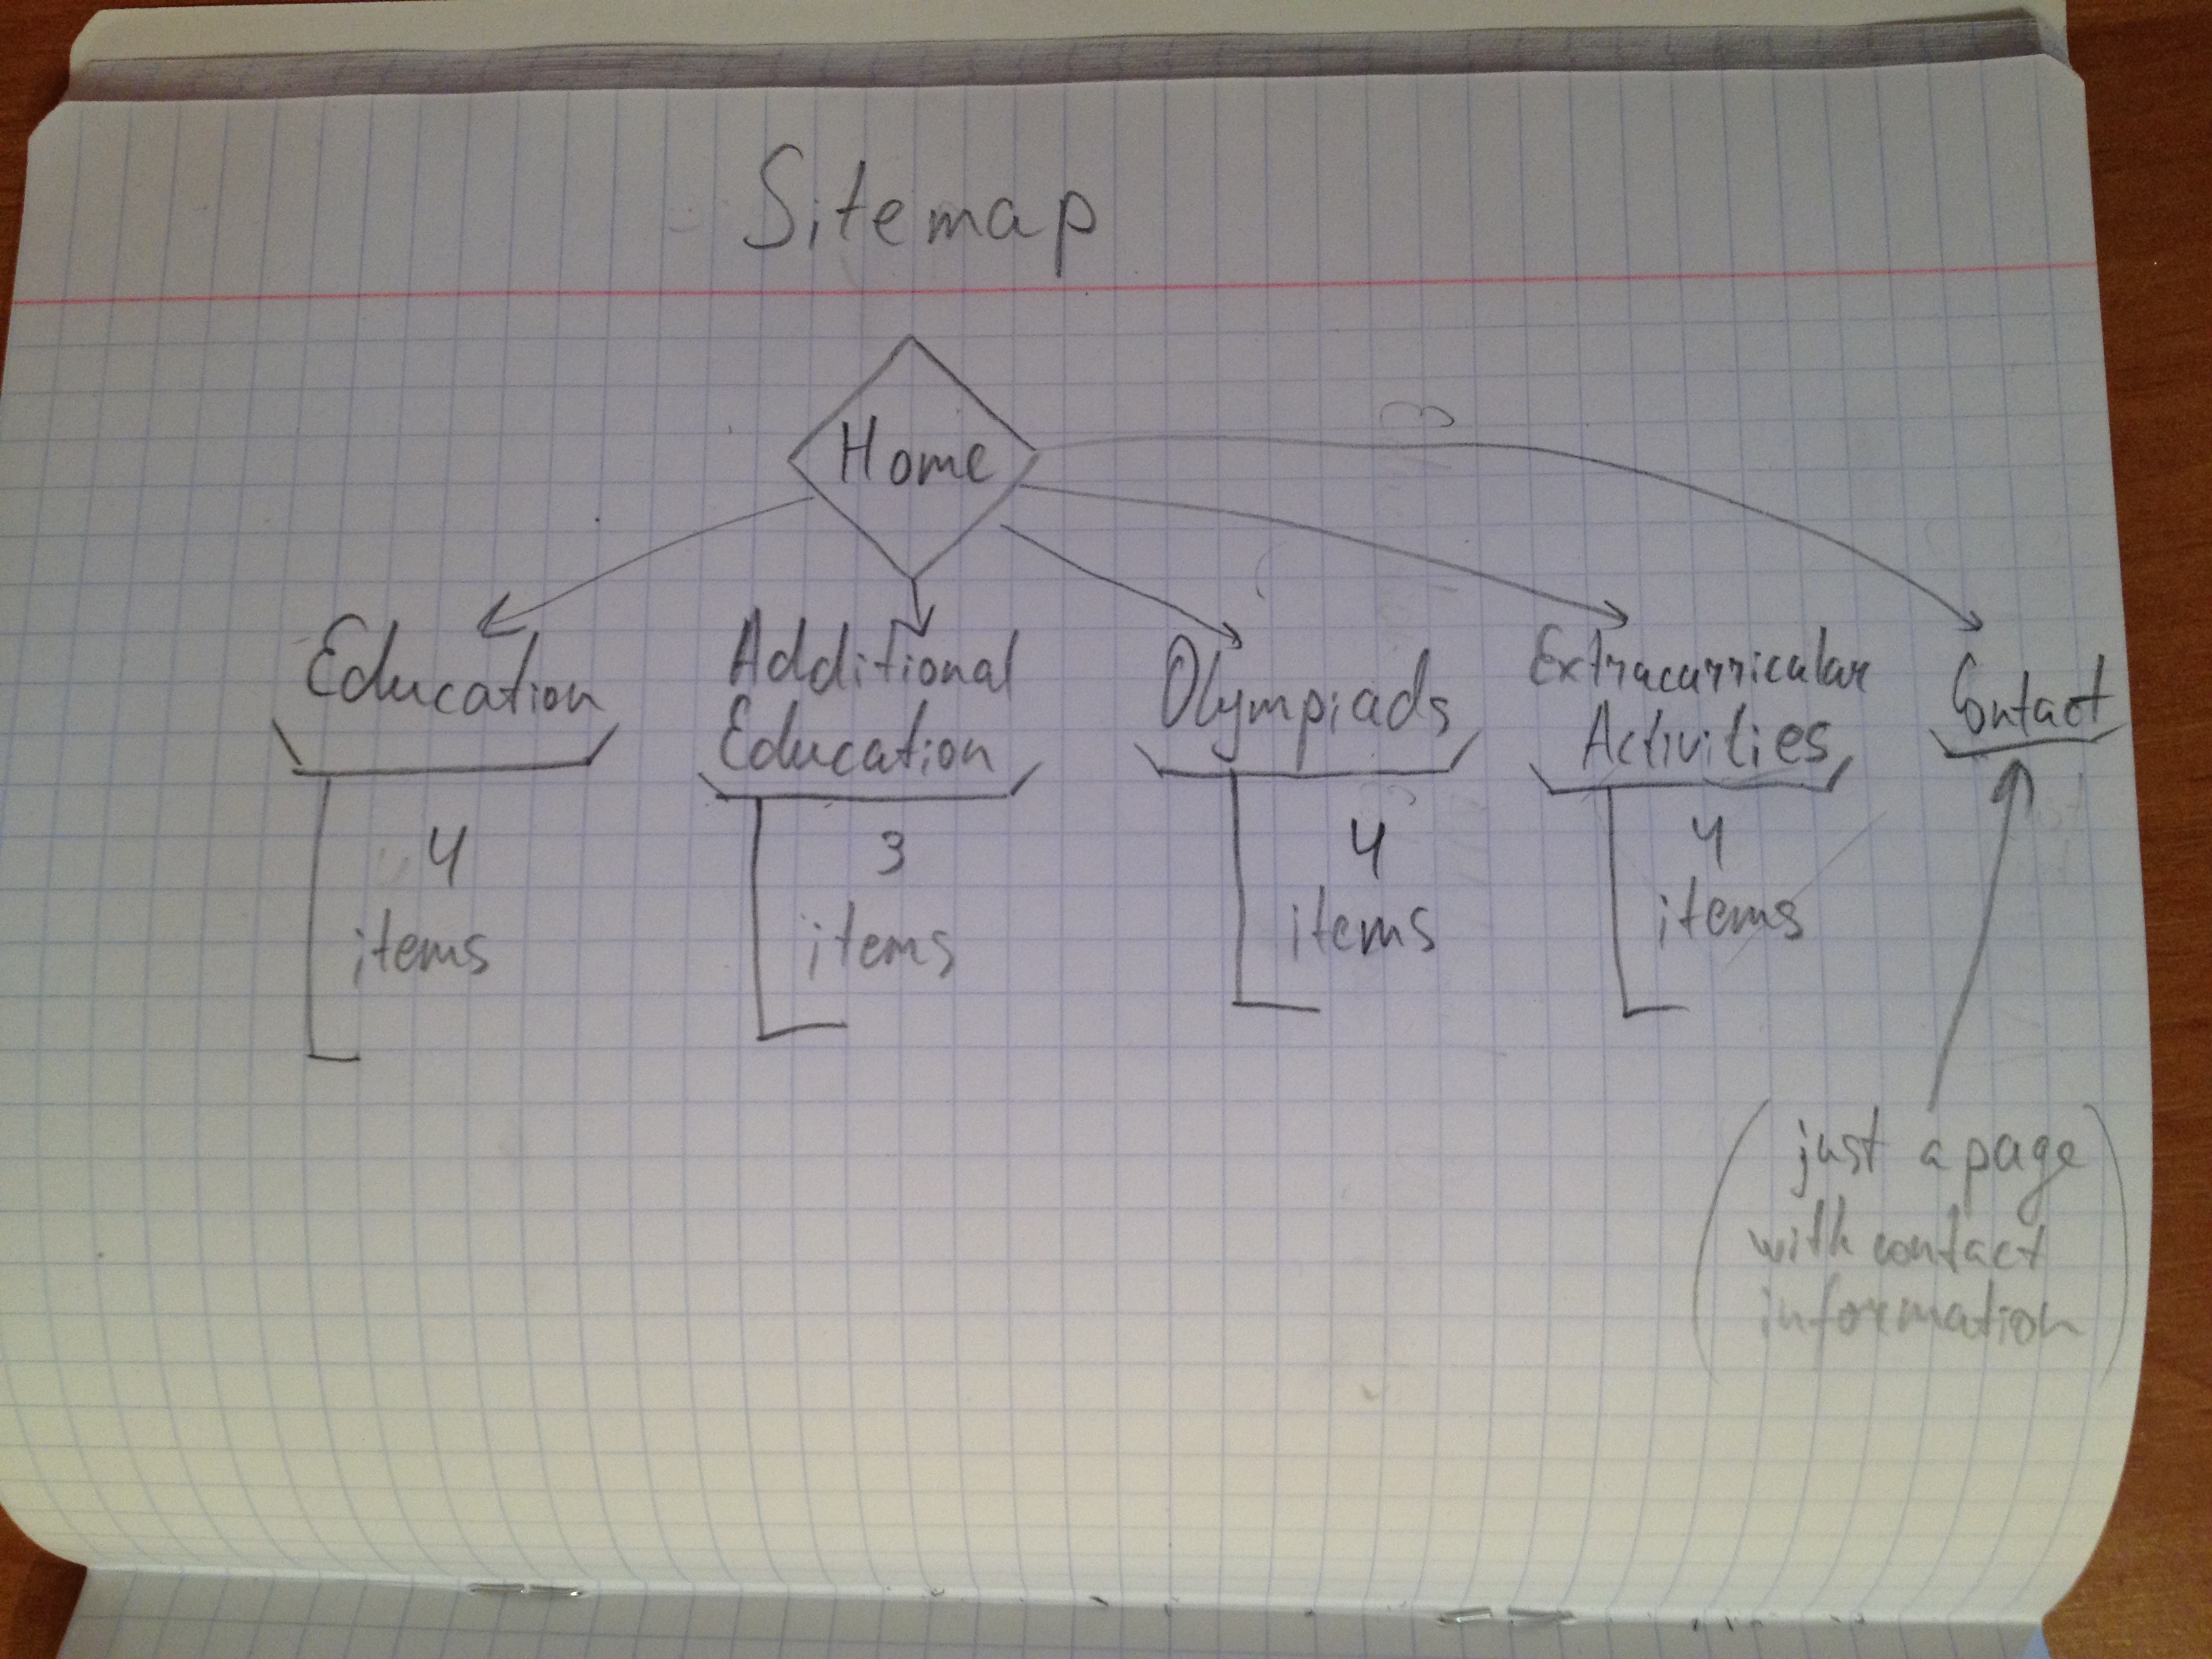 Sitemap
Home
Education
Additional
Education
Olympiads
Extracurricular
Activities
Contact
4
items
3
items
4
items
4
items
(just a page
with contact
information)